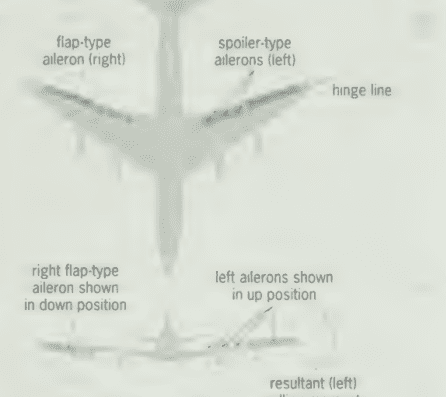 flap-type
aileron (right)
spoiler-type
ailerons (left)
hinge line
right flap-type
aileron shown
in down position
left ailerons shown
in up position
resultant (left)